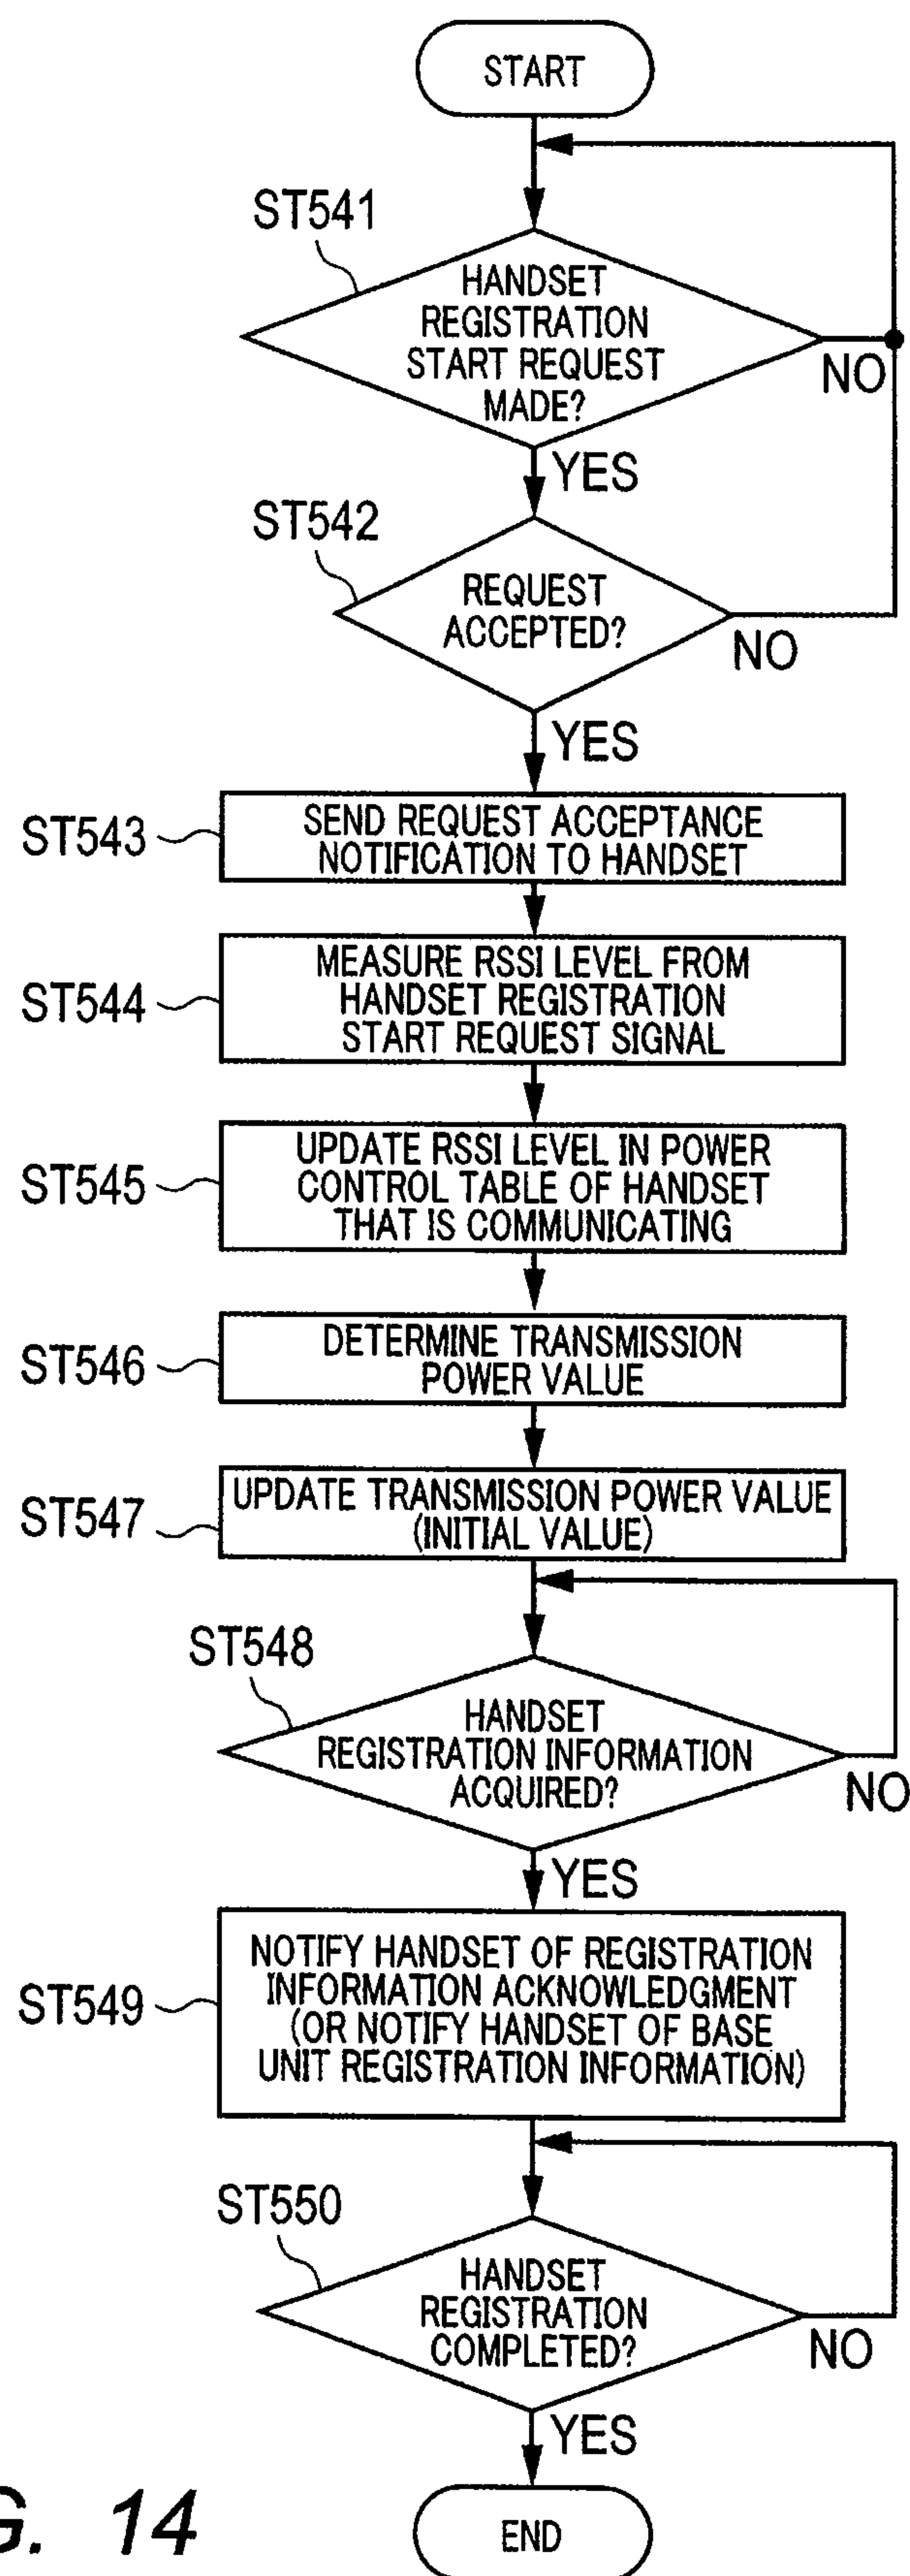 START
ST541
HANDSET
REGISTRATION
START REQUEST
MADE?
NO
YES
ST542
REQUEST
ACCEPTED?
NO
YES
ST543
SEND REQUEST ACCEPTANCE
NOTIFICATION TO HANDSET
ST544
MEASURE RSSI LEVEL FROM
HANDSET REGISTRATION
START REQUEST SIGNAL
ST545
UPDATE RSSI LEVEL IN POWER
CONTROL TABLE OF HANDSET
THAT IS COMMUNICATING
ST546
DETERMINE TRANSMISSION
POWER VALUE
ST547
UPDATE TRANSMISSION POWER VALUE
(INITIAL VALUE)
ST548
HANDSET
REGISTRATION INFORMATION
ACQUIRED?
NO
YES
ST549
NOTIFY HANDSET OF REGISTRATION
INFORMATION ACKNOWLEDGMENT
(OR NOTIFY HANDSET OF BASE
UNIT REGISTRATION INFORMATION)
ST550
HANDSET
REGISTRATION
COMPLETED?
NO
YES
END
G. 14